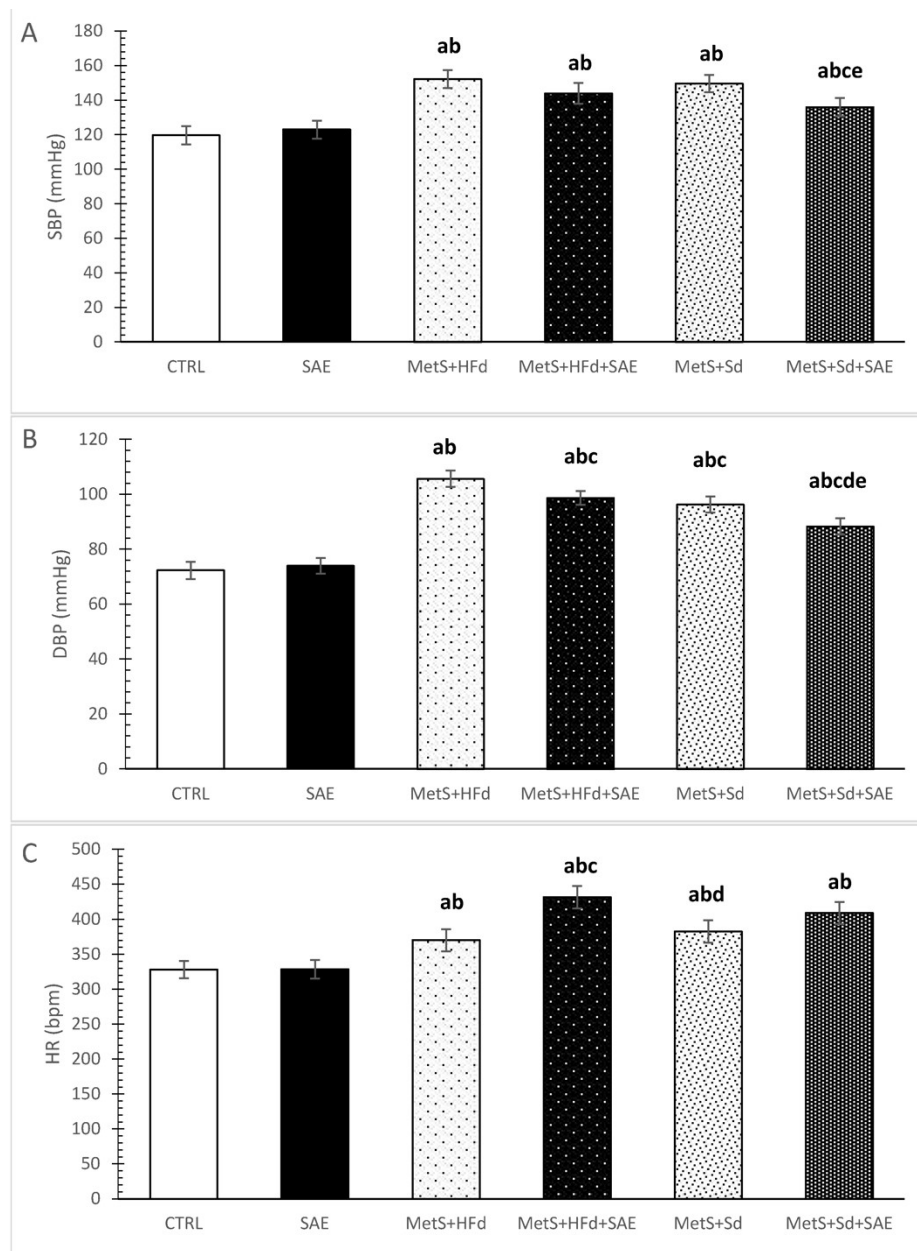 A
SBP (mmHg)
180
160
140
120
100
80
60
40
20
0
ab
ab
ab
abce
CTRL SAE MetS+HFd MetS+HFd+SAE MetS+Sd MetS+Sd+SAE
B
DBP (mmHg)
120
100
80
60
40
20
0
ab
abc
abc
abcde
CTRL SAE MetS+HFd MetS+HFd+SAE MetS+Sd MetS+Sd+SAE
C
HR (bpm)
500
450
400
350
300
250
200
150
100
50
0
ab
abc
abd
ab
CTRL SAE MetS+HFd MetS+HFd+SAE MetS+Sd MetS+Sd+SAE